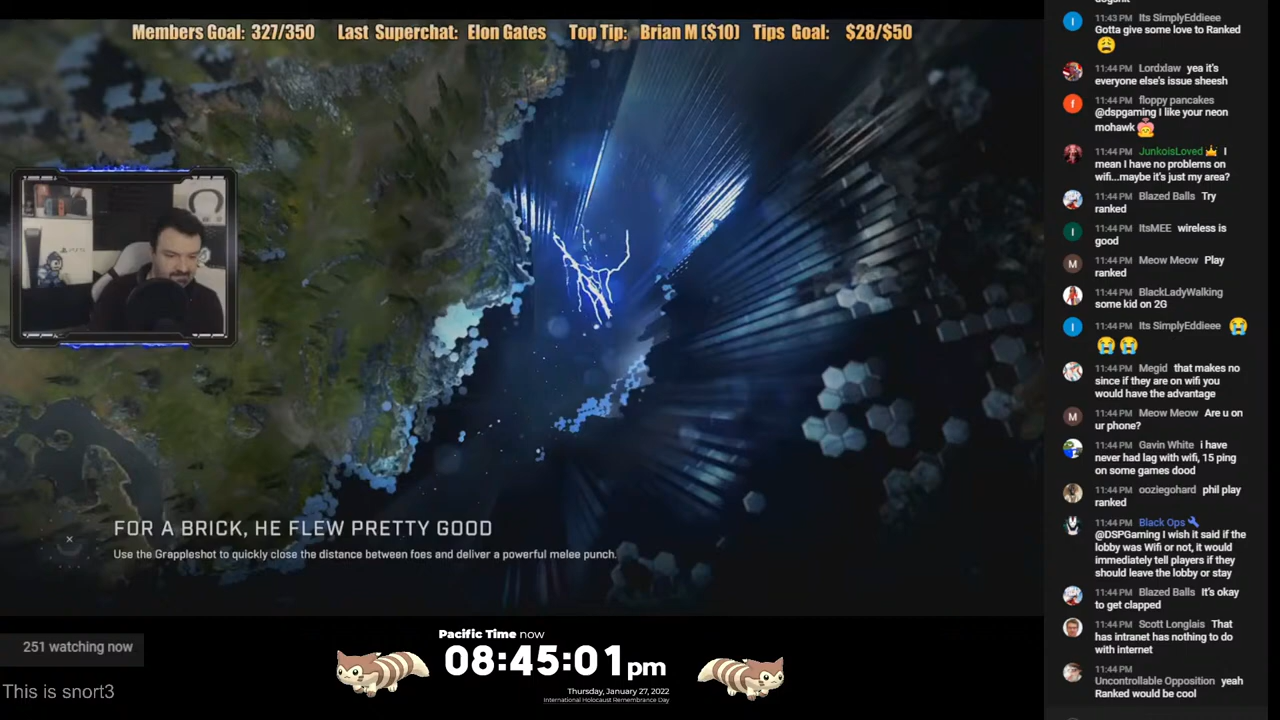 Members Goal: 327/350 Last Superchat: Elon Gates Top Tip: Brian M ($10) Tips Goal: $28/$50
FOR A BRICK, HE FLEW PRETTY GOOD
Use the Grappleshot to quickly close the distance between foes and deliver a powerful melee punch.
251 watching now
This is snort3
Pacific Time now
08:45:01pm
Thursday, January 27, 2022
International Holocaust Remembrance Day
11:43 PM Its SimplyEddieee
Gotta give some love to Ranked
😩
11:44 PM Lordxlaw yea it's
everyone else's issue sheesh
11:44 PM floppy pancakes
@dspgaming I like your neon
mohawk
11:44 PM JunkoisLoved I
mean I have no problems on
wifi...maybe it's just my area?
11:44 PM Blazed Balls Try
ranked
11:44 PM ItsMEE wireless is
good
11:44 PM Meow Meow Play
ranked
11:44 PM BlackLadyWalking
some kid on 2G
11:44 PM Its SimplyEddieee 😭
😭😭
11:44 PM Megid that makes no
since if they are on wifi you
would have the advantage
11:44 PM Meow Meow Are u on
ur phone?
11:44 PM Gavin White i have
never had lag with wifi, 15 ping
on some games dood
11:44 PM ooziegohard phil play
ranked
11:44 PM Black Ops
@DSPGaming I wish it said if the
lobby was Wifi or not, it would
immediately tell players if they
should leave the lobby or stay
11:44 PM Blazed Balls It's okay
to get clapped
11:44 PM Scott Longlais That
has intranet has nothing to do
with internet
11:44 PM
Uncontrollable Opposition yeah
Ranked would be cool